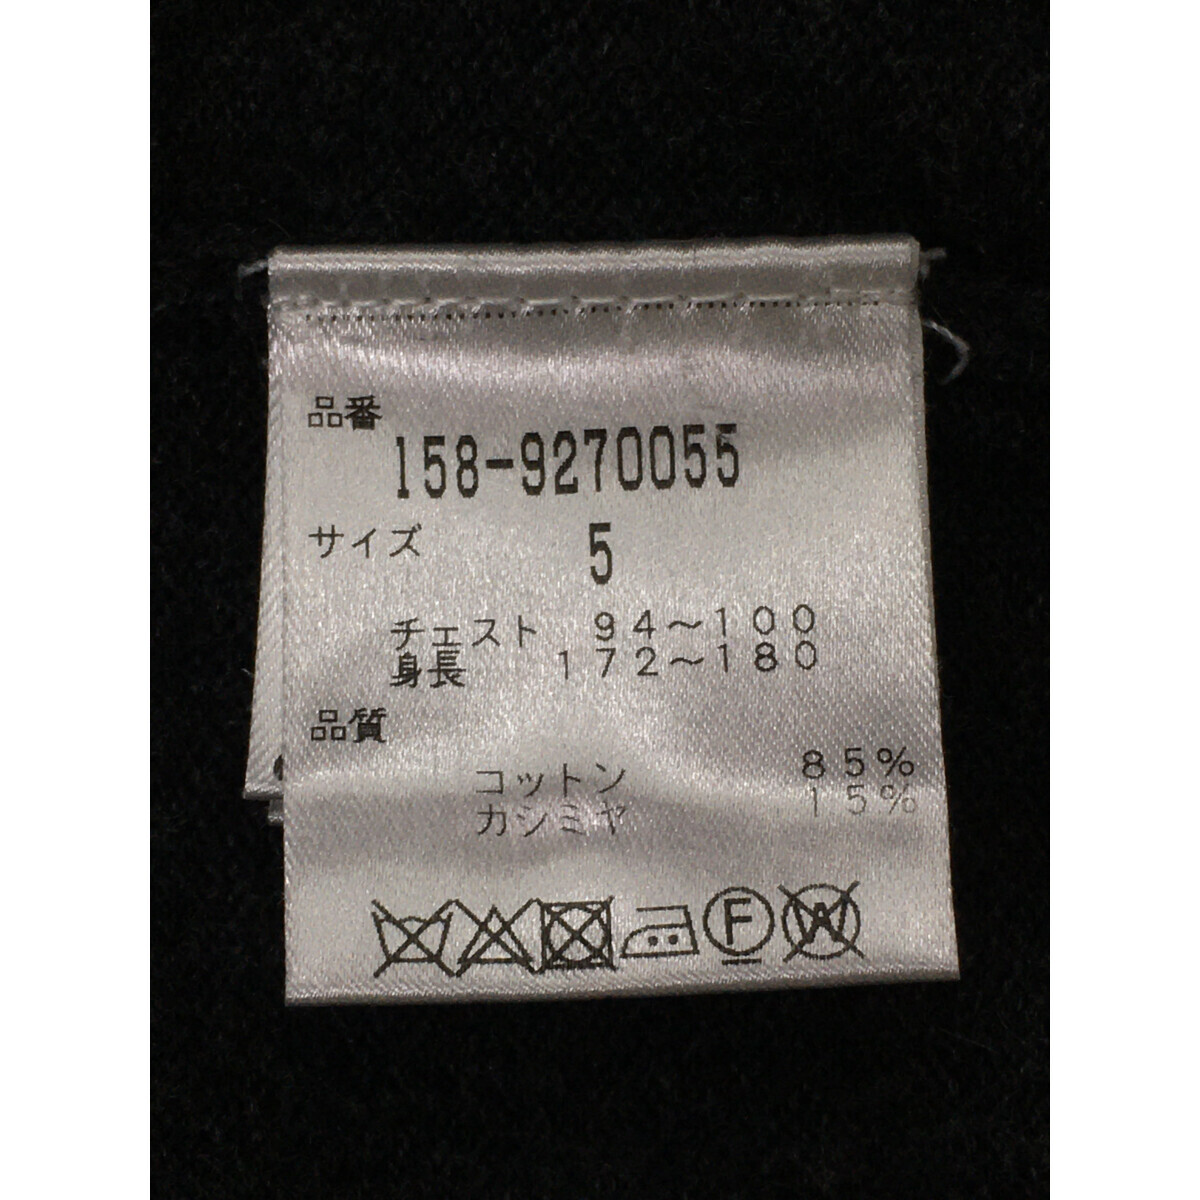 品番
158-9270055
サイズ 5
チェスト 94～100
身長 172～180
品質
コットン 85%
カシミヤ 15%
F W